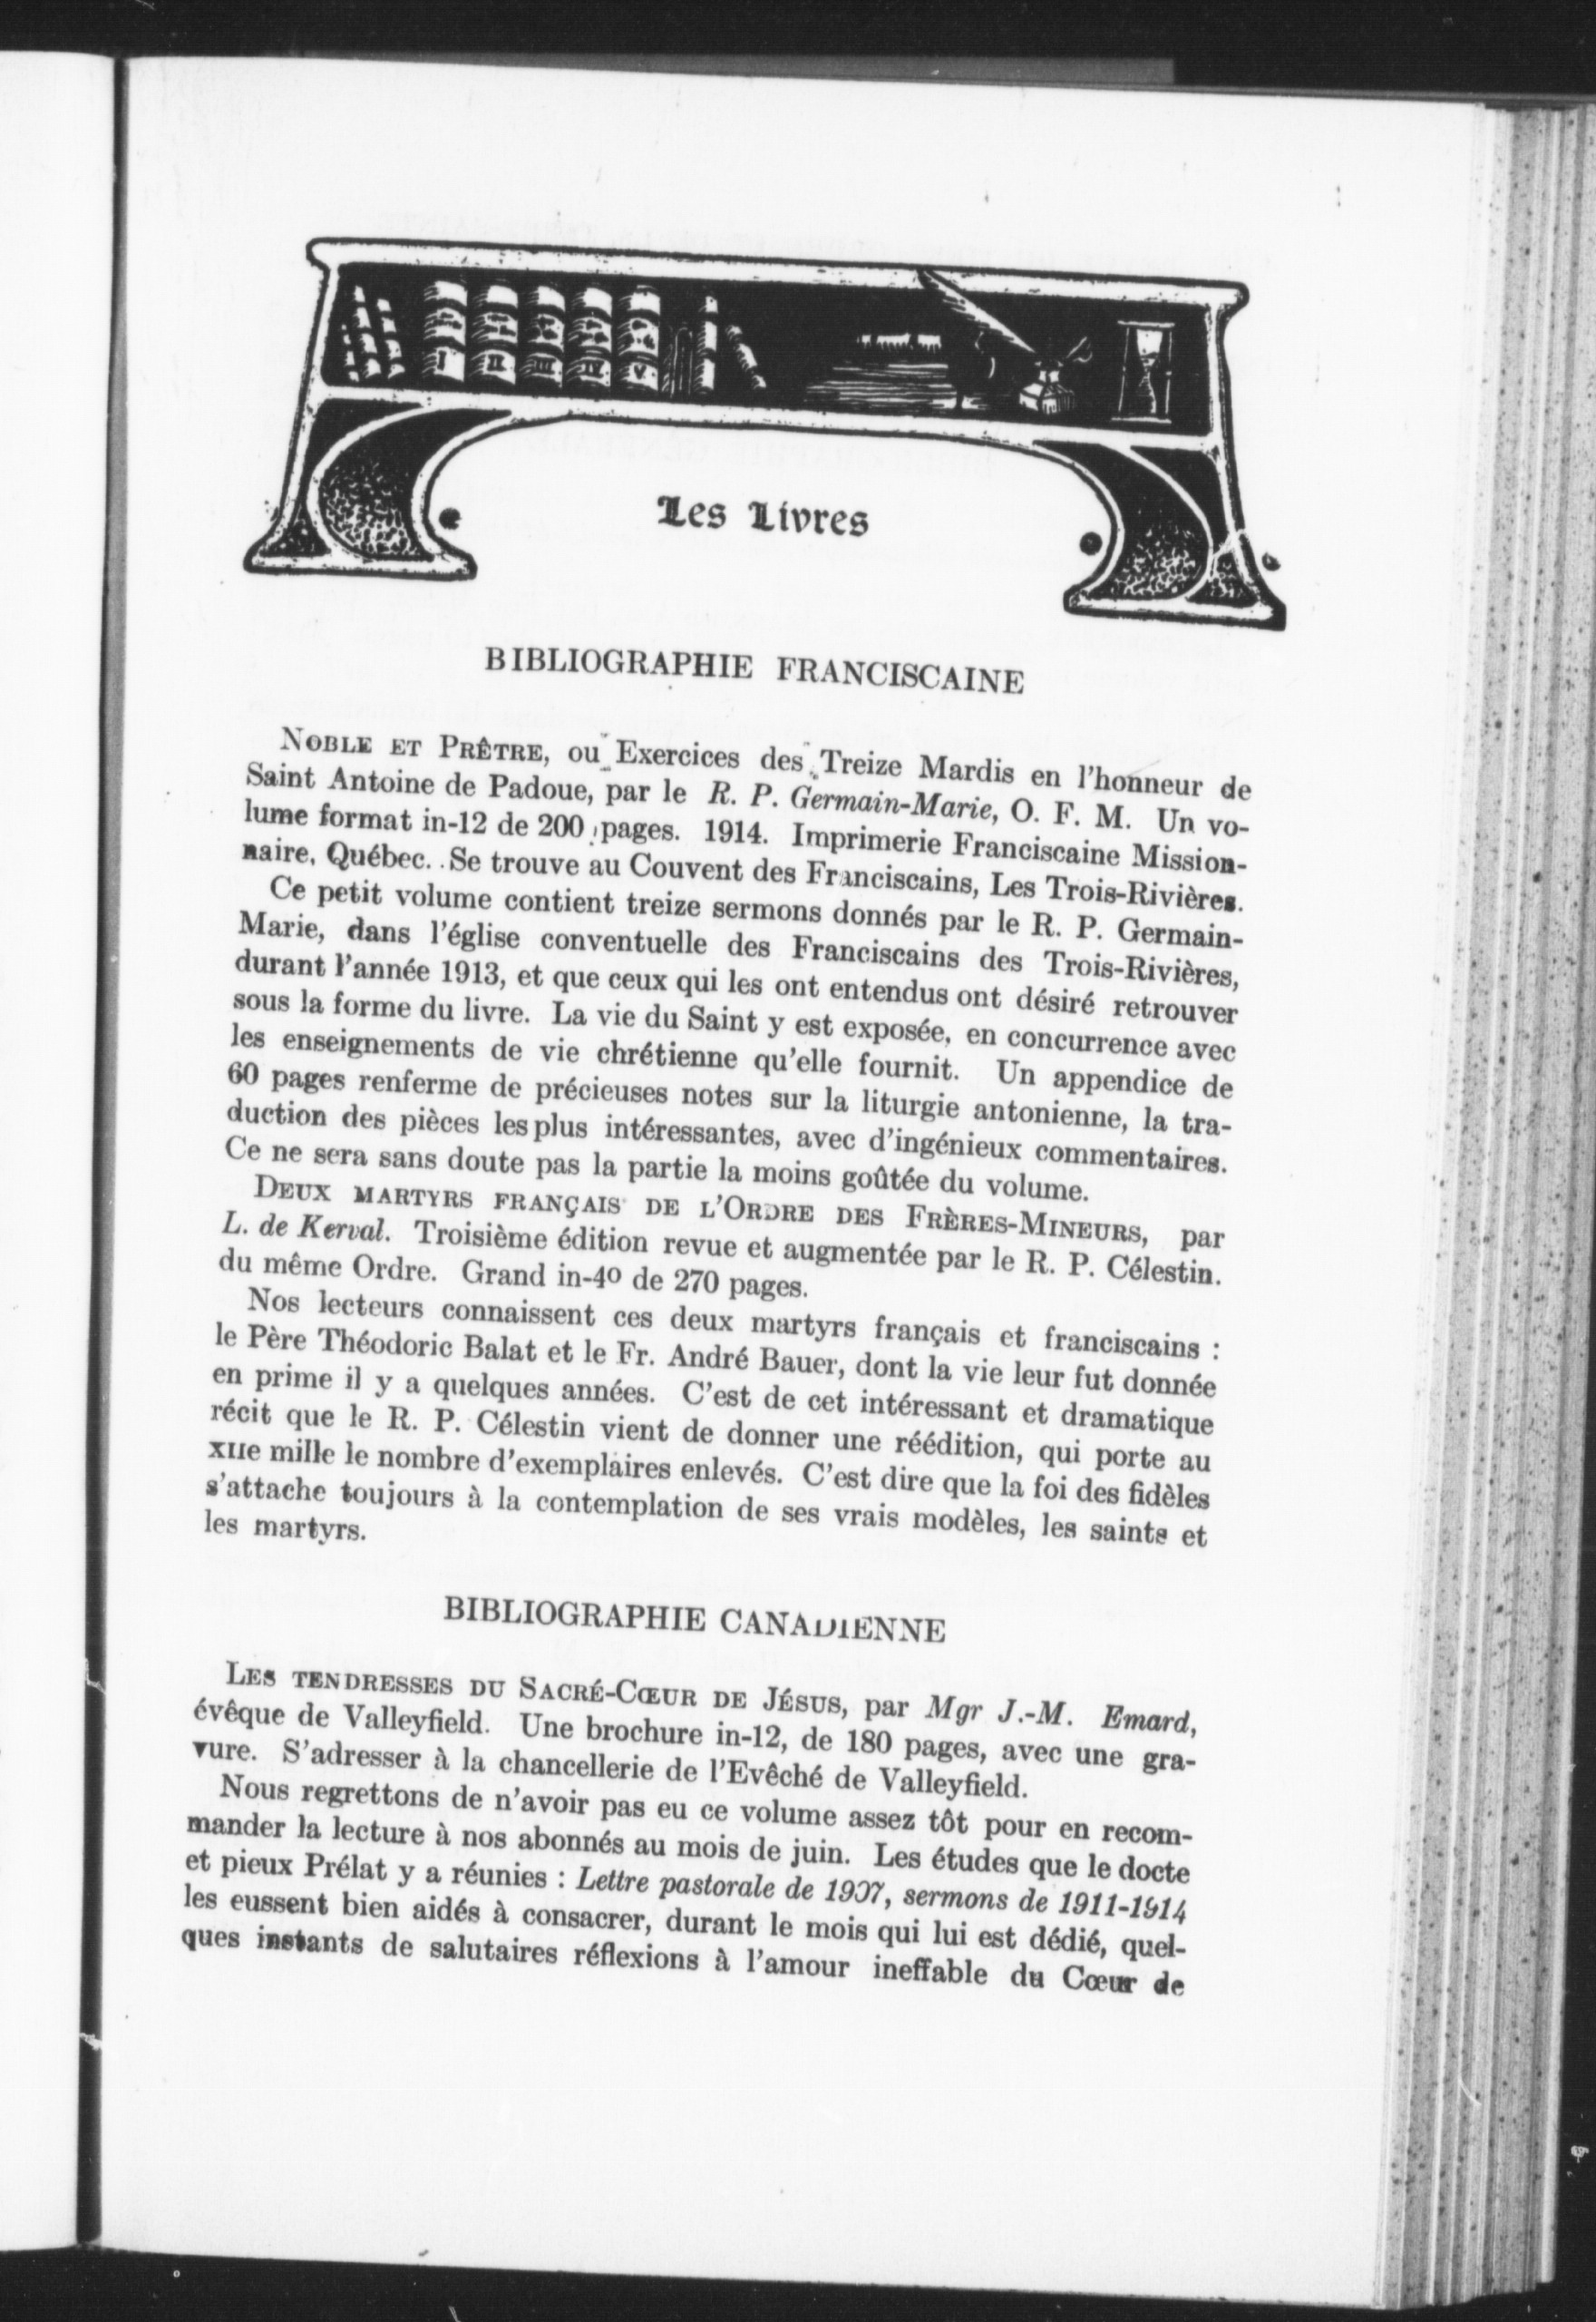 I II III IV V
Les Livres
BIBLIOGRAPHIE FRANCISCAINE
NOBLE ET PRÊTRE, ou Exercices des Treize Mardis en l'honneur de
Saint Antoine de Padoue, par le R. P. Germain-Marie, O. F. M. Un vo-
lume format in-12 de 200 pages. 1914. Imprimerie Franciscaine Mission-
naire, Québec. Se trouve au Couvent des Franciscains, Les Trois-Rivières.
Ce petit volume contient treize sermons donnés par le R. P. Germain-
Marie, dans l'église conventuelle des Franciscains des Trois-Rivières,
durant l'année 1913, et que ceux qui les ont entendus ont désiré retrouver
sous la forme du livre. La vie du Saint y est exposée, en concurrence avec
les enseignements de vie chrétienne qu'elle fournit. Un appendice de
60 pages renferme de précieuses notes sur la liturgie antonienne, la tra-
duction des pièces les plus intéressantes, avec d'ingénieux commentaires.
Ce ne sera sans doute pas la partie la moins goûtée du volume.
DEUX MARTYRS FRANÇAIS DE L'ORDRE DES FRÈRES-MINEURS, par
L. de Kerval. Troisième édition revue et augmentée par le R. P. Célestin.
du même Ordre. Grand in-4o de 270 pages.
Nos lecteurs connaissent ces deux martyrs français et franciscains :
le Père Théodoric Balat et le Fr. André Bauer, dont la vie leur fut donnée
en prime il y a quelques années. C'est de cet intéressant et dramatique
récit que le R. P. Célestin vient de donner une réédition, qui porte au
XIIe mille le nombre d'exemplaires enlevés. C'est dire que la foi des fidèles
s'attache toujours à la contemplation de ses vrais modèles, les saints et
les martyrs.
BIBLIOGRAPHIE CANADIENNE
LES TENDRESSES DU SACRÉ-CŒUR DE JÉSUS, par Mgr J.-M. Emard,
évêque de Valleyfield. Une brochure in-12, de 180 pages, avec une gra-
vure. S'adresser à la chancellerie de l'Evêché de Valleyfield.
Nous regrettons de n'avoir pas eu ce volume assez tôt pour en recom-
mander la lecture à nos abonnés au mois de juin. Les études que le docte
et pieux Prélat y a réunies : Lettre pastorale de 1907, sermons de 1911-1914
les eussent bien aidés à consacrer, durant le mois qui lui est dédié, quel-
ques instants de salutaires réflexions à l'amour ineffable du Cœur de